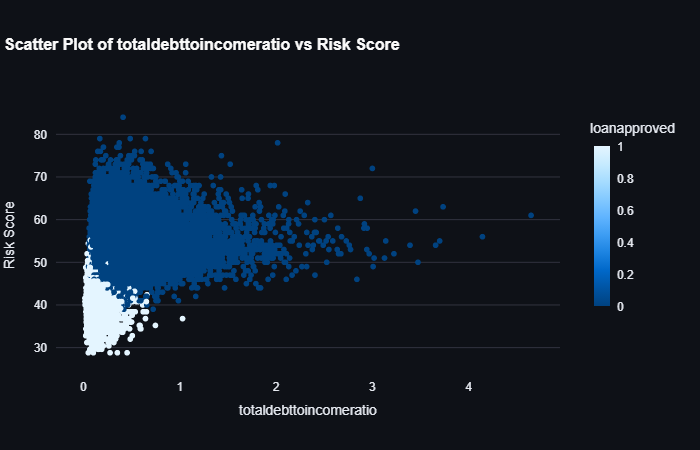 Scatter Plot of totaldebttoincomeratio vs Risk Score
loanapproved
1
0.8
0.6
0.4
0.2
0
Risk Score
80
70
60
50
40
30
0 1 2 3 4
totaldebttoincomeratio